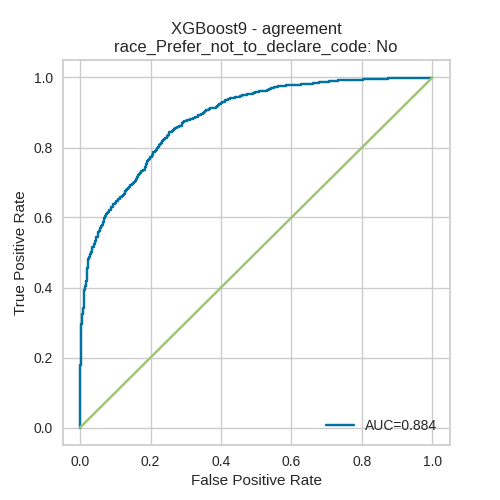 XGBoost9 - agreement
race_Prefer_not_to_declare_code: No
1.0
0.8
0.6
0.4
0.2
0.0
True Positive Rate
AUC=0.884
0.0 0.2 0.4 0.6 0.8 1.0
False Positive Rate